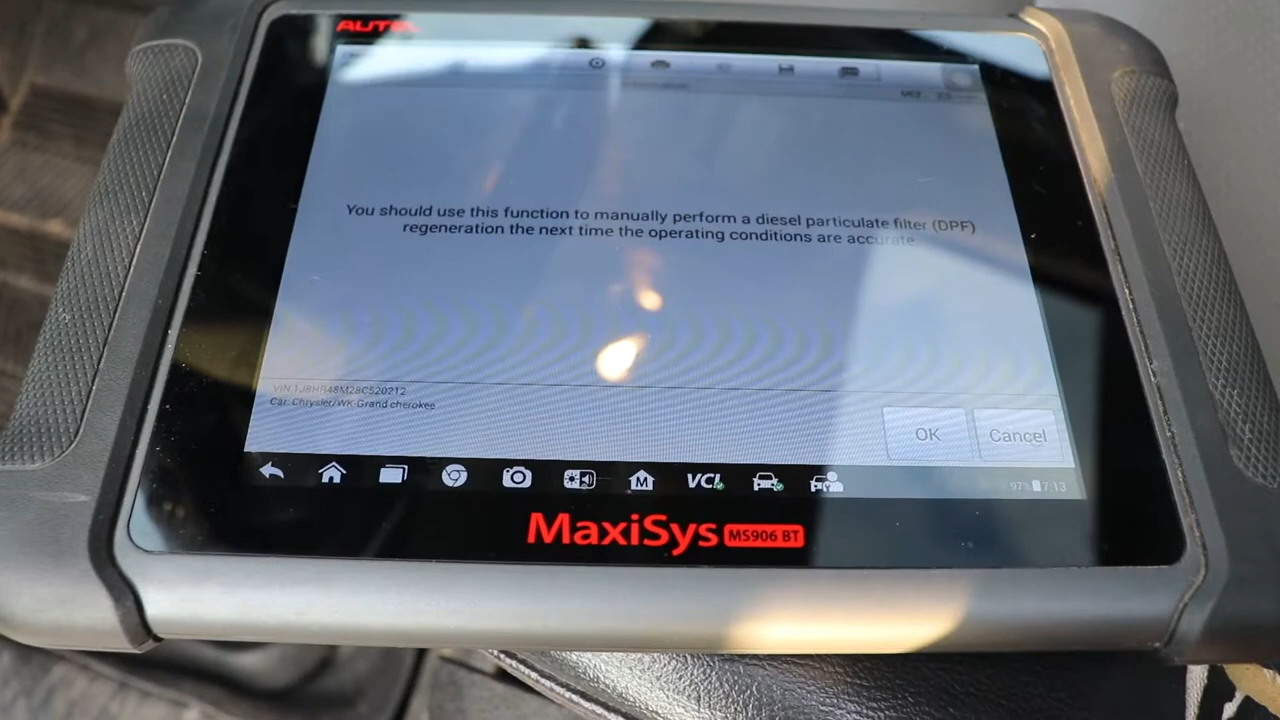 AUTEL
You should use this function to manually perform a diesel particulate filter (DPF)
regeneration the next time the operating conditions are accurate
VIN 1J8HR48M28C520212
Car: Chrysler/WK-Grand cherokee
OK
Cancel
M
VCI
97% 7:13
MaxiSys MS906 BT